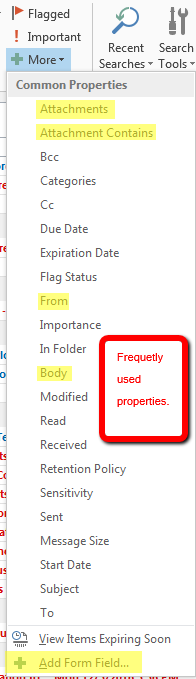 Flagged
Important
More
Recent
Searches
Search
Tools
Common Properties
Attachments
Attachment Contains
Bcc
Categories
Cc
Due Date
Expiration Date
Flag Status
From
Importance
In Folder
Body
Modified
Read
Received
Retention Policy
Sensitivity
Sent
Message Size
Start Date
Subject
To
Frequetly
used
properties.
View Items Expiring Soon
Add Form Field...